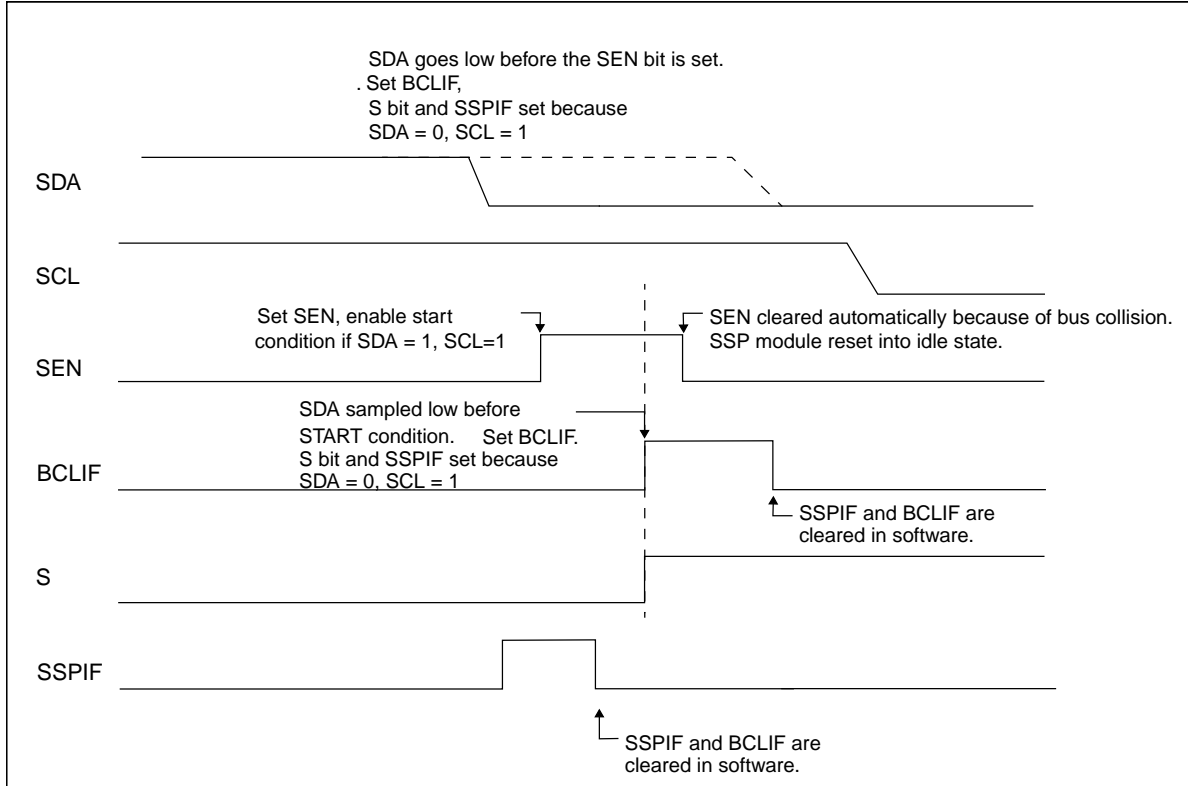 SDA goes low before the SEN bit is set.
. Set BCLIF,
S bit and SSPIF set because
SDA = 0, SCL = 1
SDA
SCL
Set SEN, enable start
condition if SDA = 1, SCL=1
SEN cleared automatically because of bus collision.
SSP module reset into idle state.
SEN
SDA sampled low before
START condition. Set BCLIF.
S bit and SSPIF set because
SDA = 0, SCL = 1
BCLIF
SSPIF and BCLIF are
cleared in software.
S
SSPIF
SSPIF and BCLIF are
cleared in software.